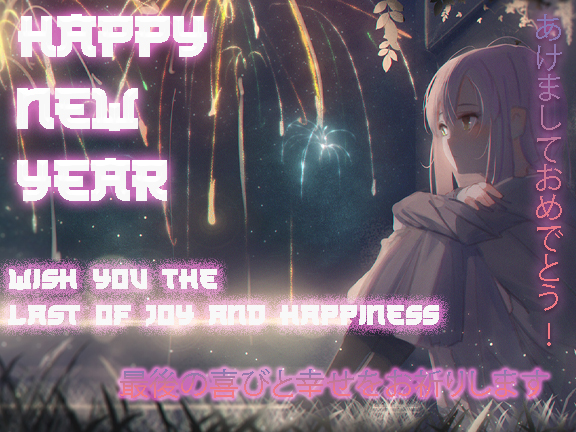 HAPPY
NEW
YEAR
あけましておめでとう！
WISH YOU THE
LAST OF JOY AND HAPPINESS
最後の喜びと幸せをお祈りします